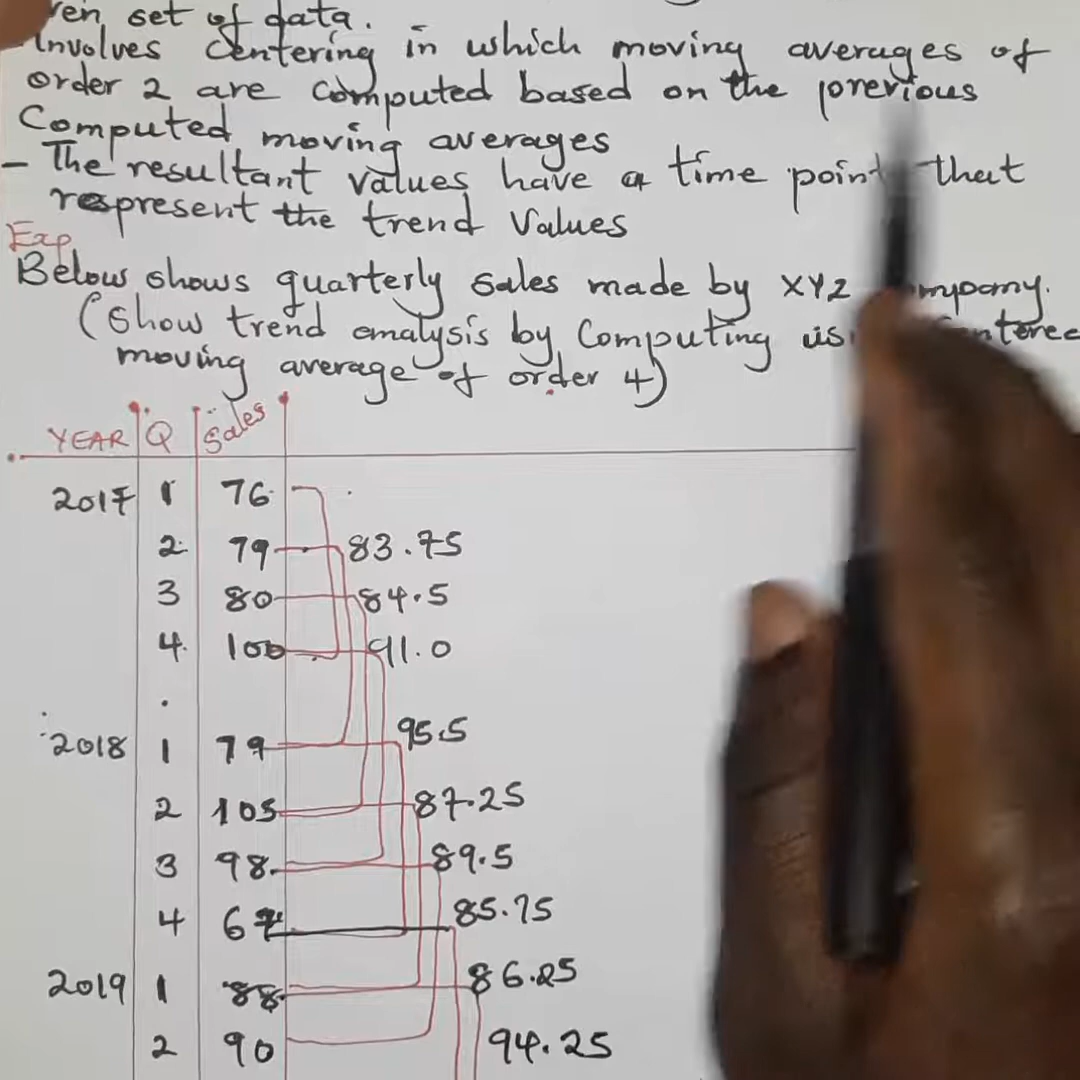 set of data.
- Involves centering in which moving averages of
order 2 are computed based on the previous
Computed moving averages
- The resultant values have a time point that
represent the trend values
Exp
Below shows quarterly sales made by XYZ
(Show trend analysis by Computing
moving average of order 4)
YEAR Q Sales
2017 1 76
2 79 83.75
3 80 84.5
4 100 91.0
2018 1 79 95.5
2 105 87.25
3 98 89.5
4 67 85.75
2019 1 88 86.25
2 90 94.25